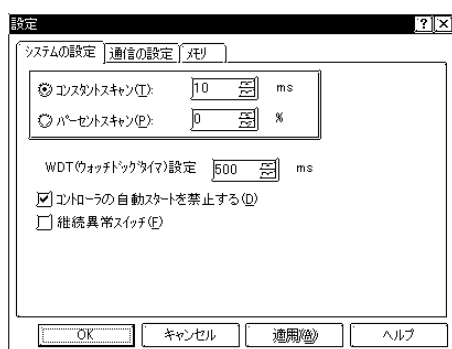 設定
システムの設定 通信の設定 メモリ
コンスタントスキャン(T): 10 ms
パーセントスキャン(P): 0 %
WDT(ウォッチドックタイマ)設定 500 ms
コントローラの自動スタートを禁止する(D)
継続異常スイッチ(F)
OK キャンセル 適用(A) ヘルプ